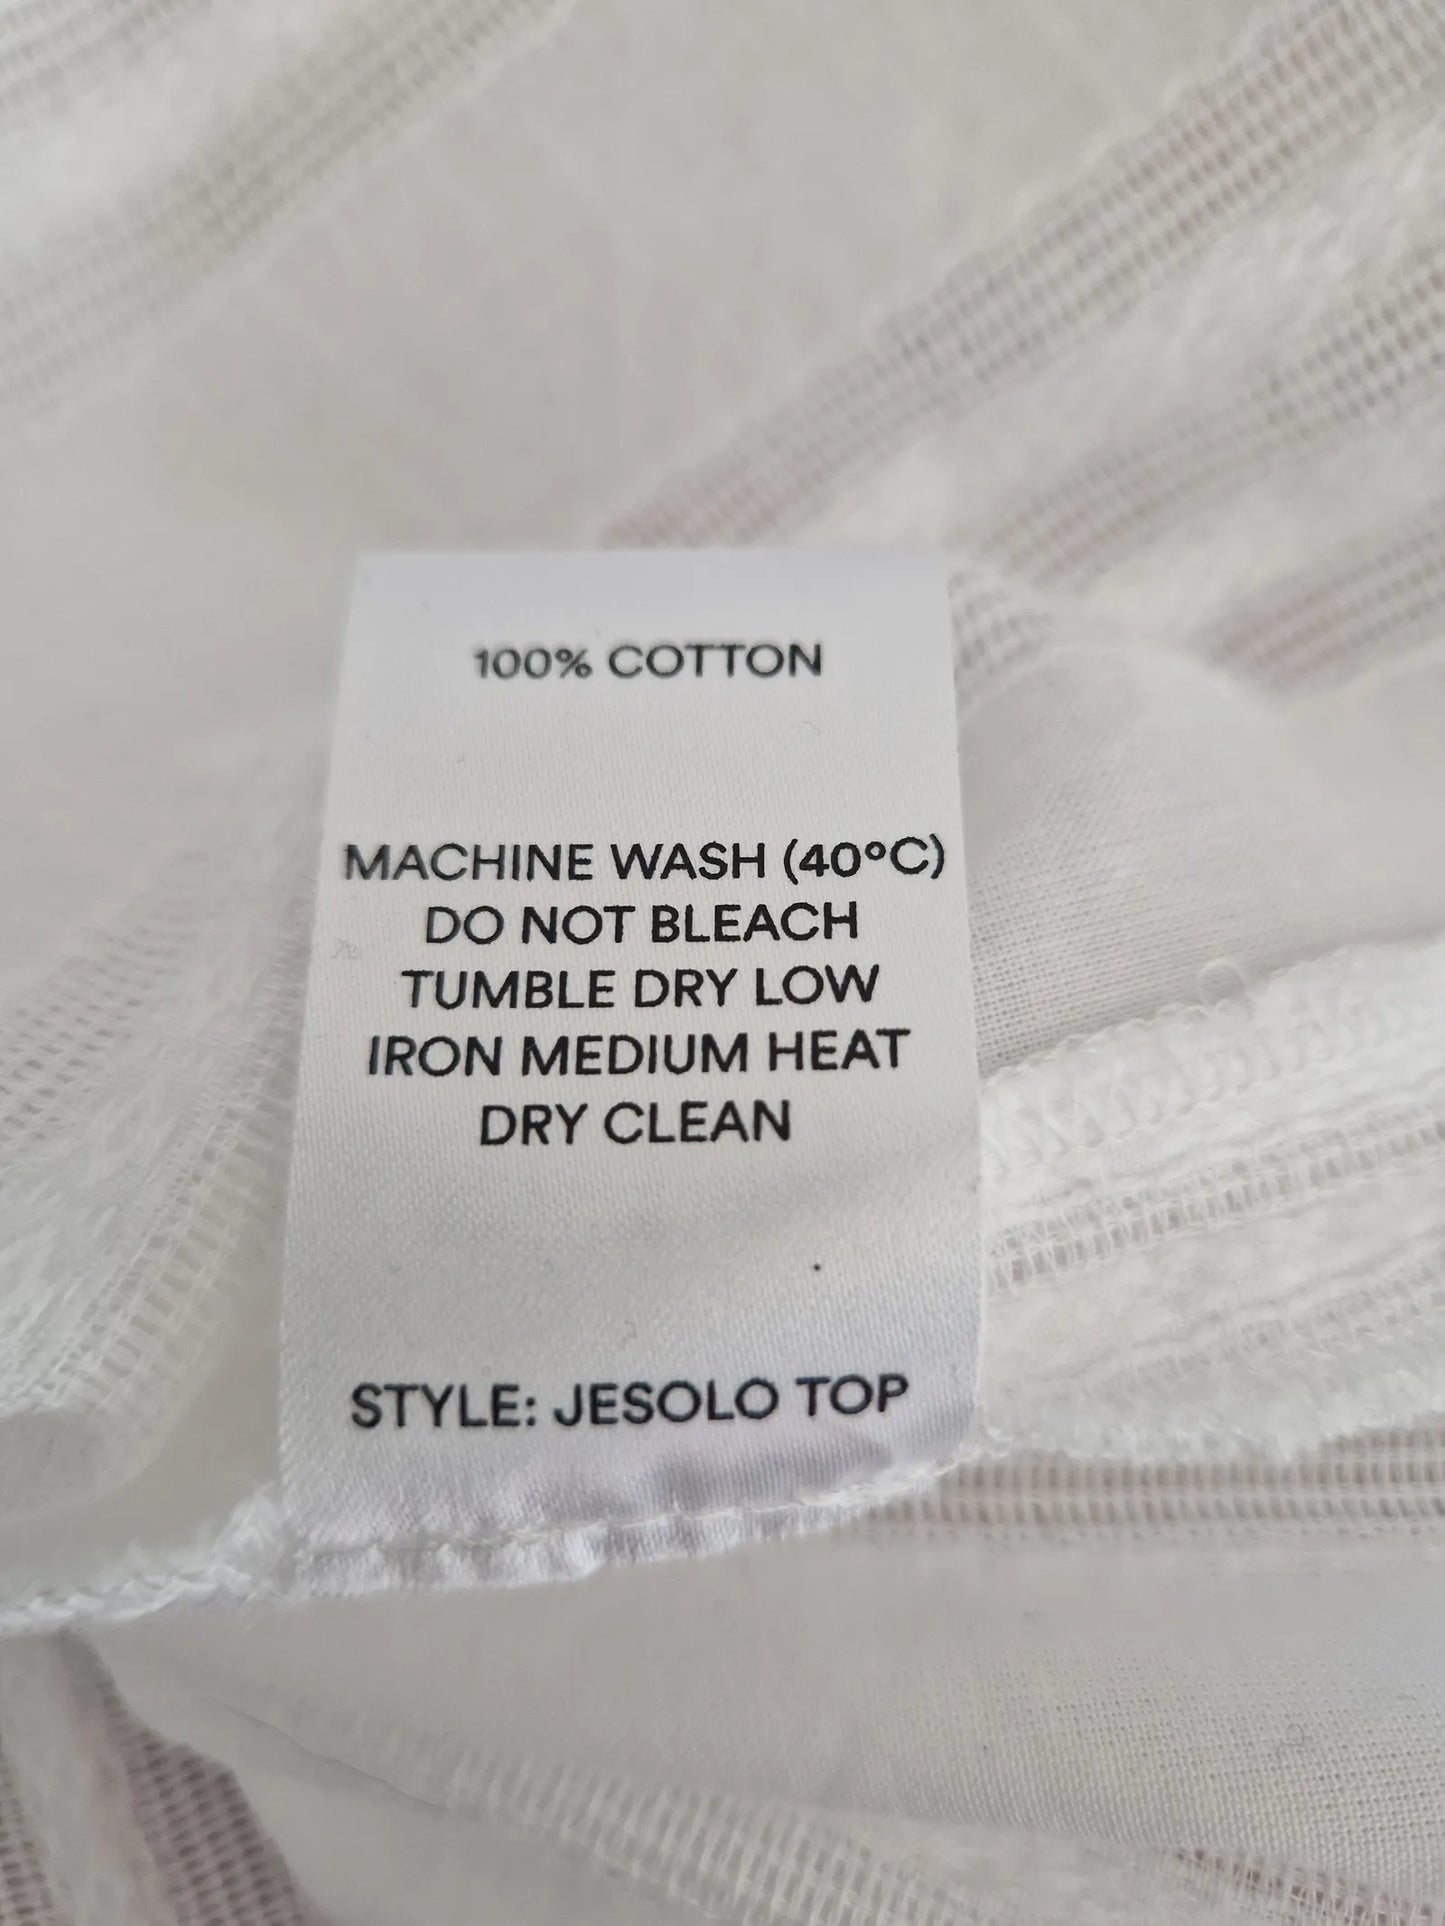 100% COTTON
MACHINE WASH (40°C)
DO NOT BLEACH
TUMBLE DRY LOW
IRON MEDIUM HEAT
DRY CLEAN
STYLE: JESOLO TOP